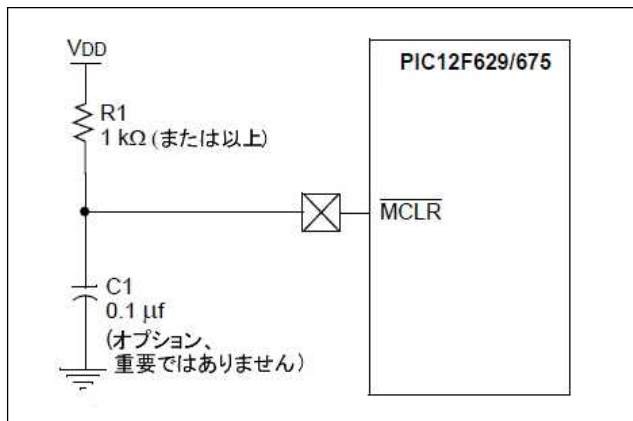 VDD
PIC12F629/675
R1
1 kΩ (または以上)
MCLR
C1
0.1 μf
(オプション、
重要ではありません)